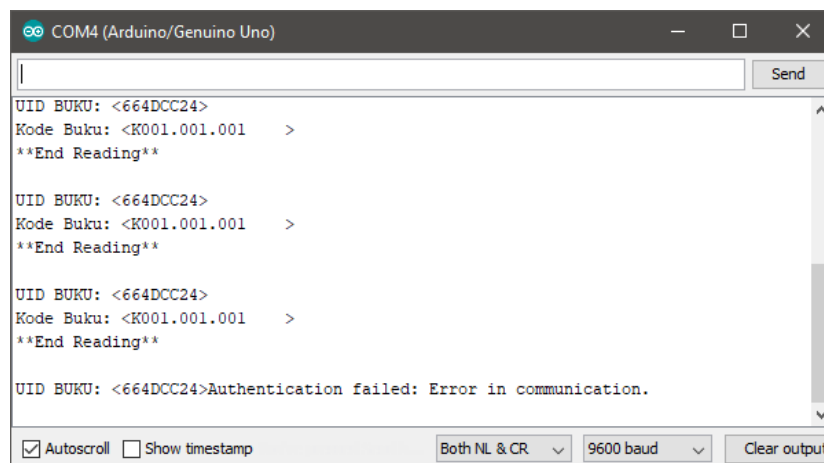 COM4 (Arduino/Genuino Uno)
Send
UID BUKU: <664DCC24>
Kode Buku: <K001.001.001    >
**End Reading**
UID BUKU: <664DCC24>
Kode Buku: <K001.001.001    >
**End Reading**
UID BUKU: <664DCC24>
Kode Buku: <K001.001.001    >
**End Reading**
UID BUKU: <664DCC24>Authentication failed: Error in communication.
Autoscroll Show timestamp Both NL & CR 9600 baud Clear output